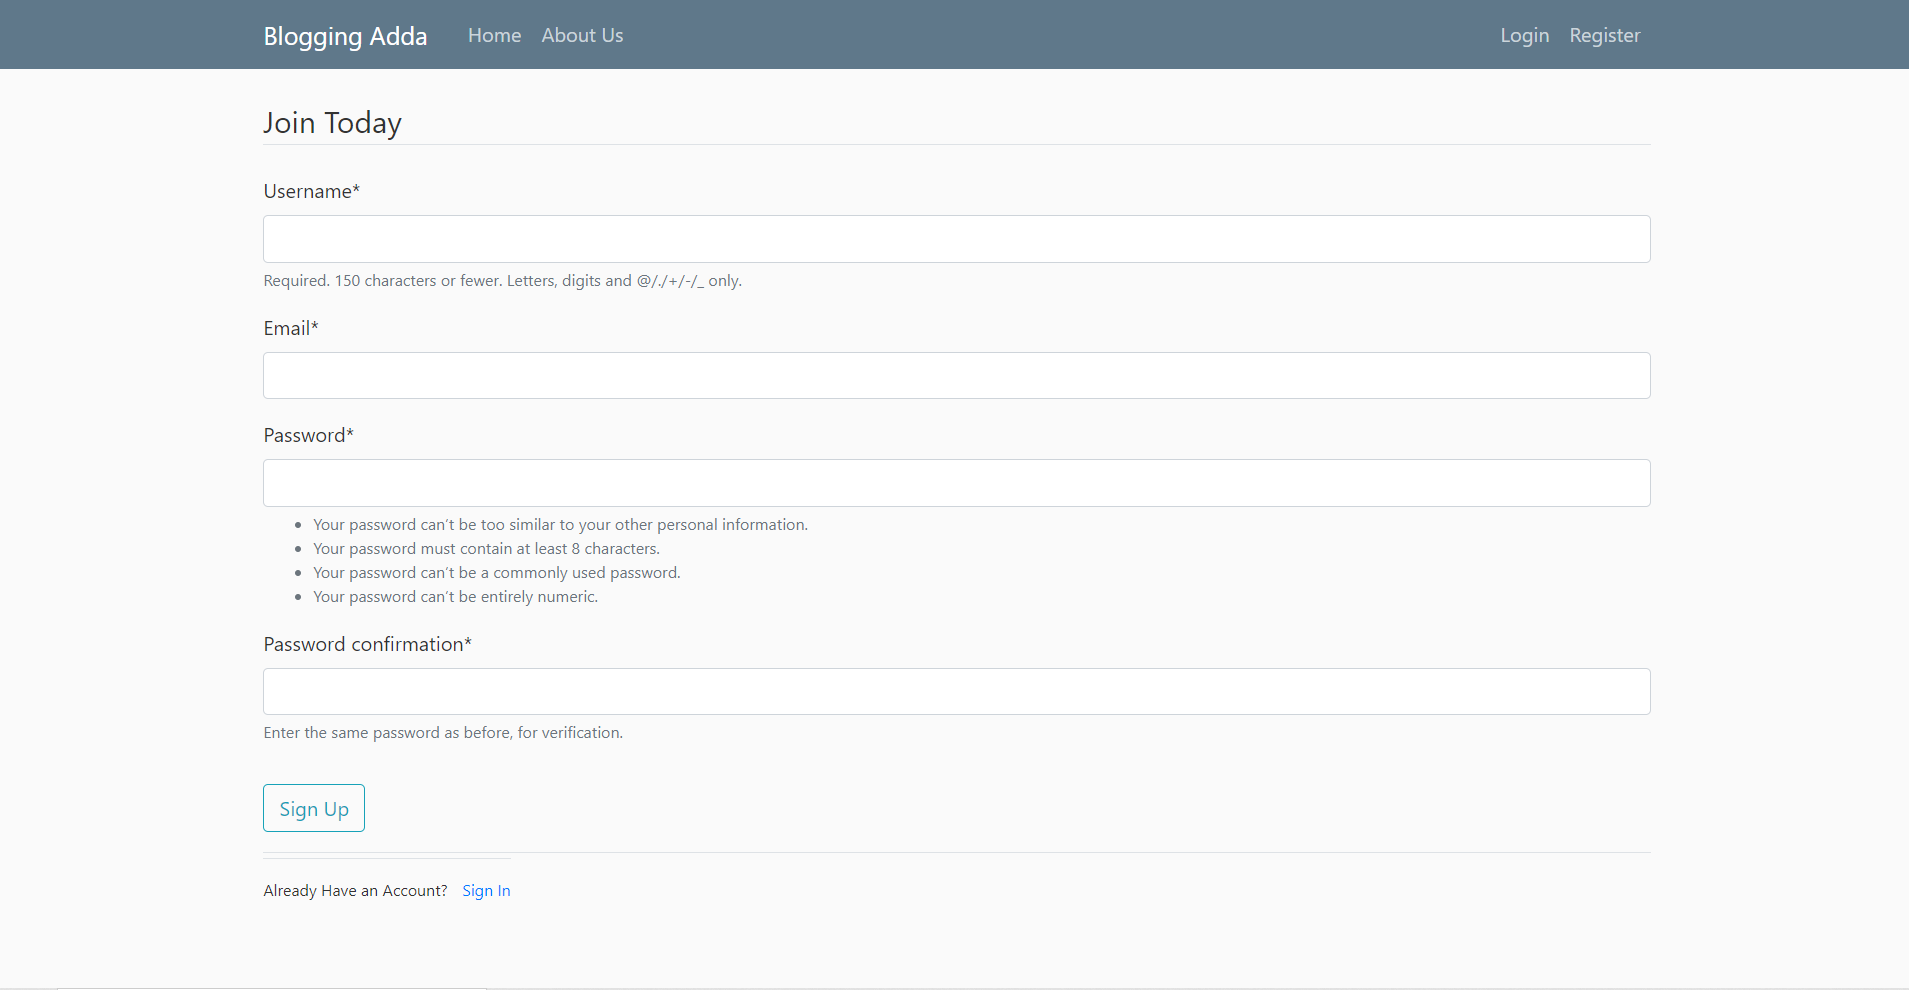 Blogging Adda Home About Us Login Register
Join Today
Username*
Required. 150 characters or fewer. Letters, digits and @/./+/-/_ only.
Email*
Password*
Your password can’t be too similar to your other personal information.
Your password must contain at least 8 characters.
Your password can’t be a commonly used password.
Your password can’t be entirely numeric.
Password confirmation*
Enter the same password as before, for verification.
Sign Up
Already Have an Account? Sign In